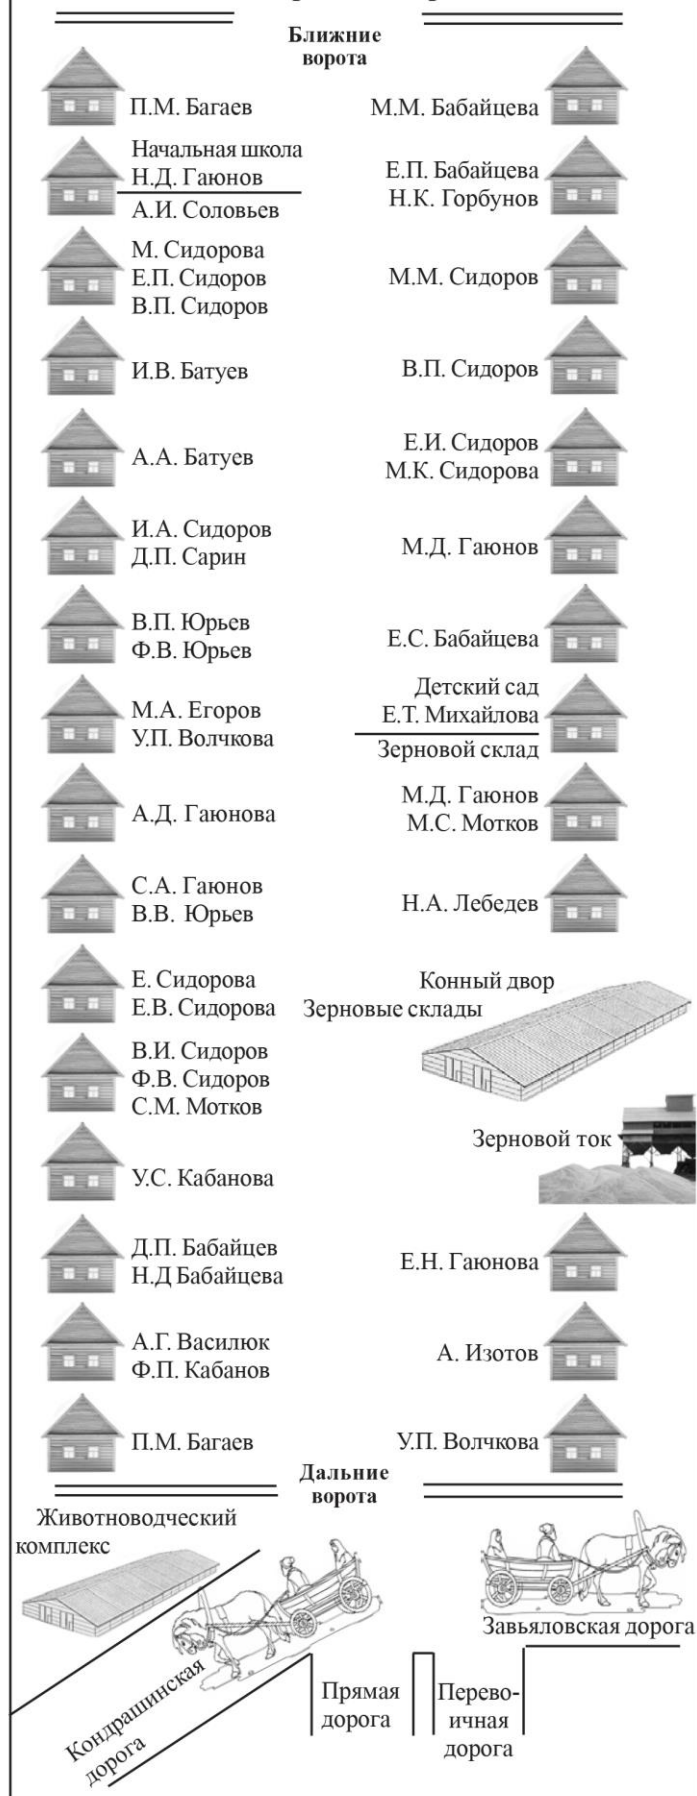 Ближние
ворота
П.М. Багаев
М.М. Бабайцева
Начальная школа
Н.Д. Гаюнов
А.И. Соловьев
Е.П. Бабайцева
Н.К. Горбунов
М. Сидорова
Е.П. Сидоров
В.П. Сидоров
М.М. Сидоров
И.В. Батуев
В.П. Сидоров
А.А. Батуев
Е.И. Сидоров
М.К. Сидорова
И.А. Сидоров
Д.П. Сарин
М.Д. Гаюнов
В.П. Юрьев
Ф.В. Юрьев
Е.С. Бабайцева
М.А. Егоров
У.П. Волчкова
Детский сад
Е.Т. Михайлова
Зерновой склад
А.Д. Гаюнова
М.Д. Гаюнов
М.С. Мотков
С.А. Гаюнов
В.В. Юрьев
Н.А. Лебедев
Е. Сидорова
Е.В. Сидорова
Конный двор
Зерновые склады
В.И. Сидоров
Ф.В. Сидоров
С.М. Мотков
Зерновой ток
У.С. Кабанова
Д.П. Бабайцев
Н.Д Бабайцева
Е.Н. Гаюнова
А.Г. Василюк
Ф.П. Кабанов
А. Изотов
П.М. Багаев
У.П. Волчкова
Дальние
ворота
Животноводческий
комплекс
Завьяловская дорога
Кондрашинская
дорога
Прямая
дорога
Перево-
ичная
дорога